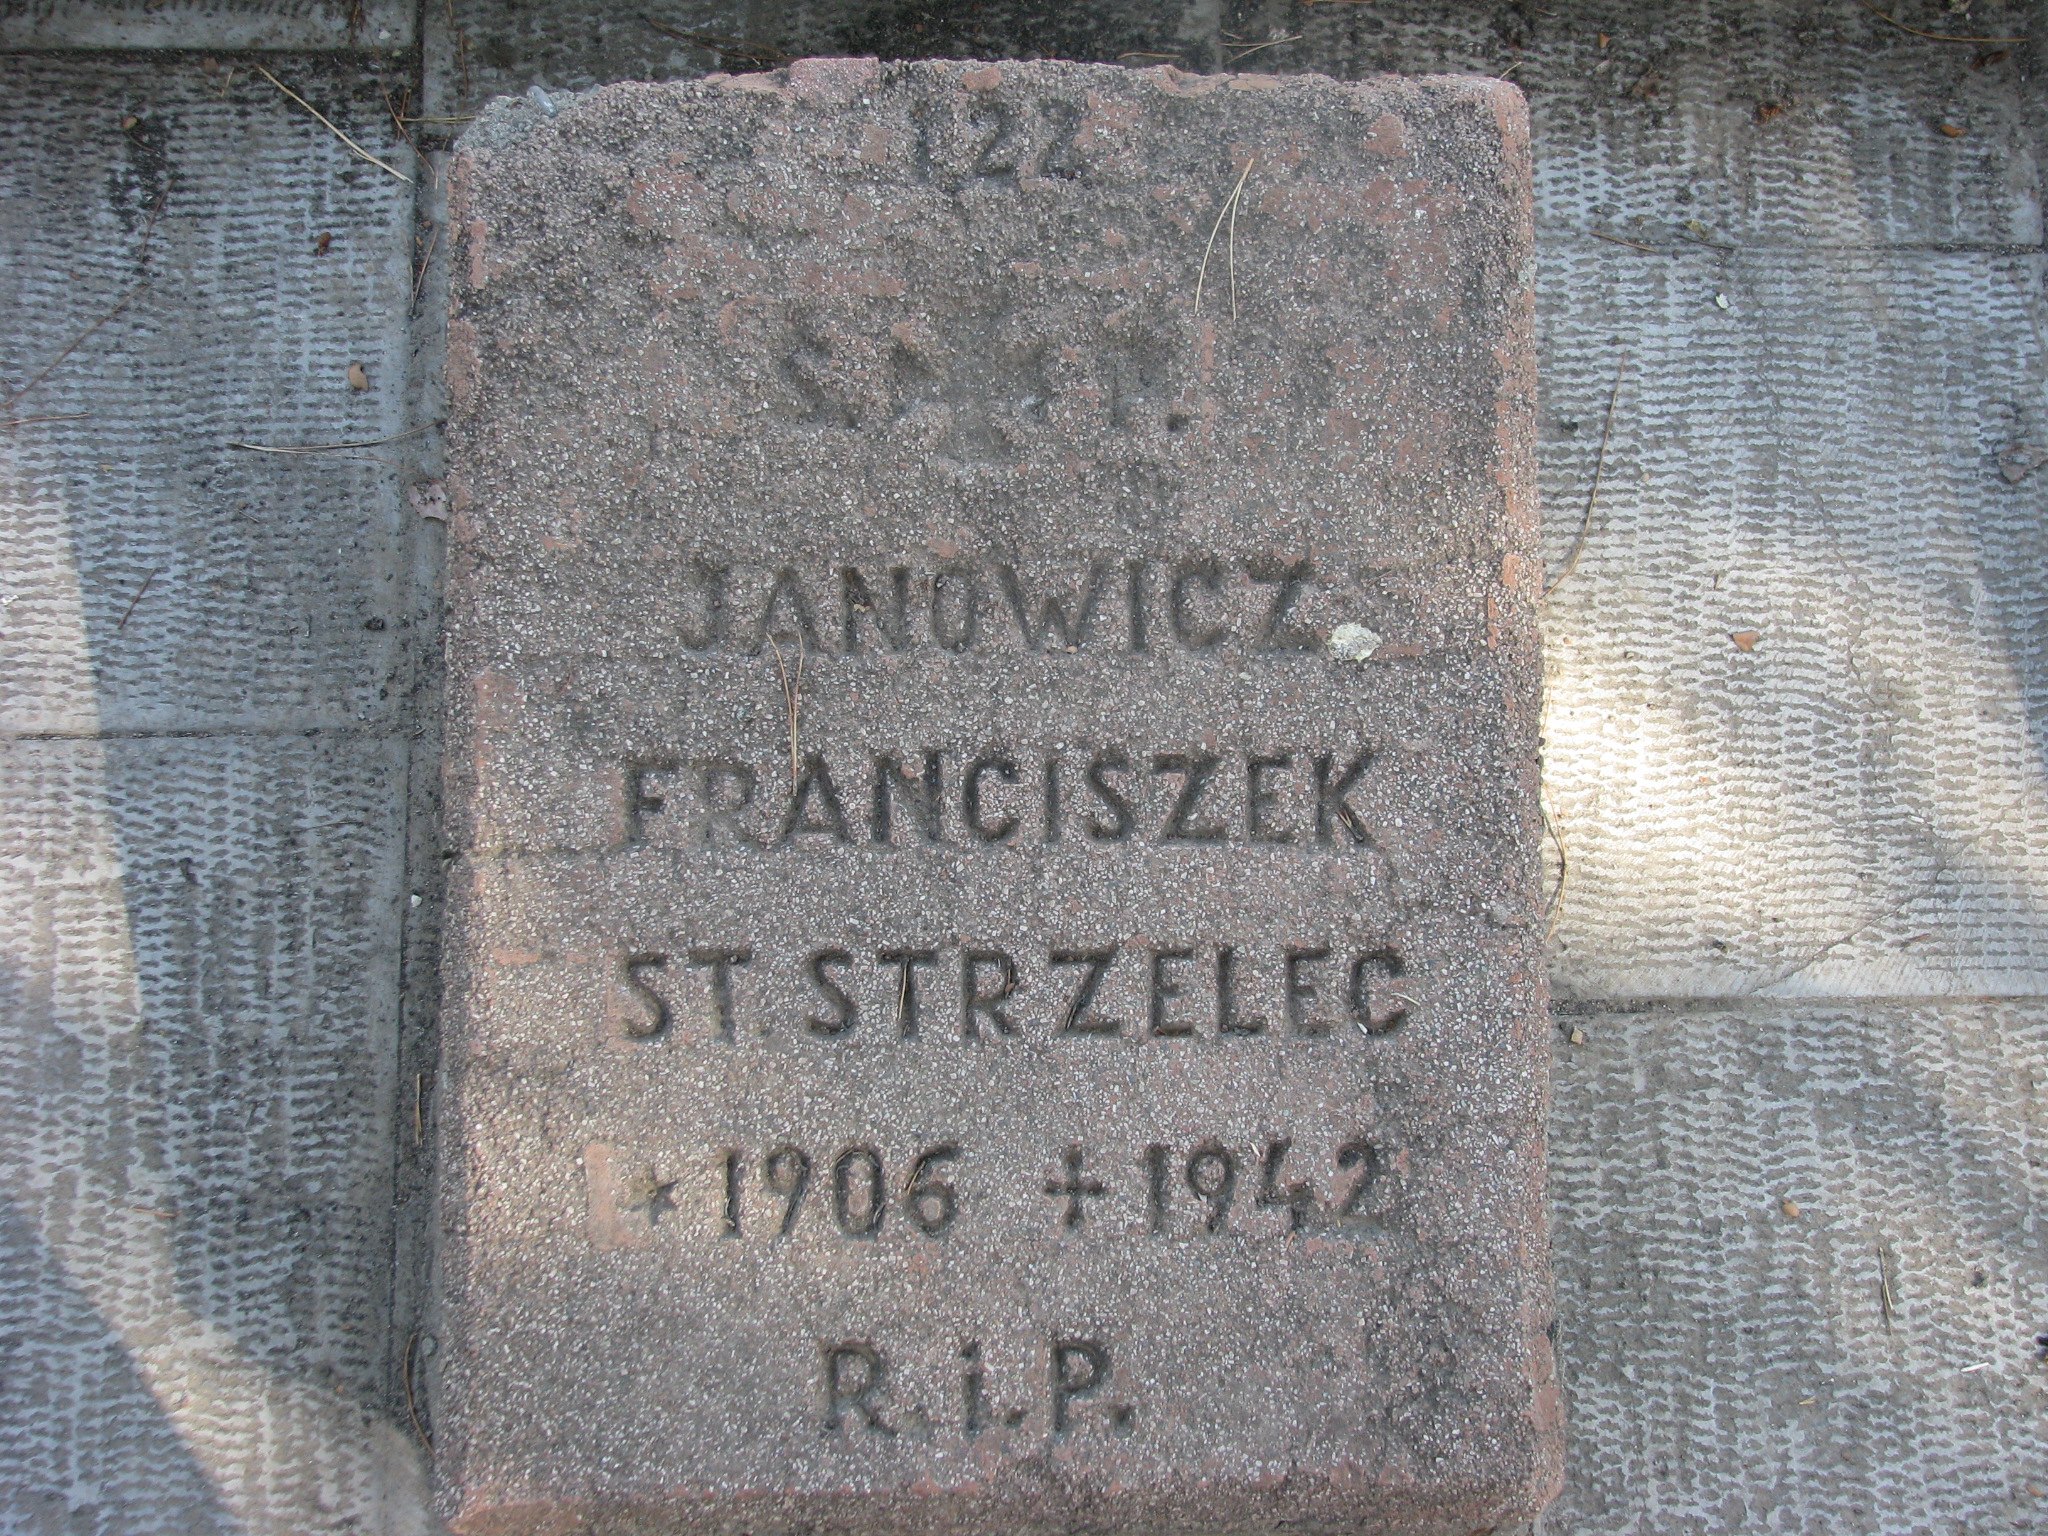 122
JANOWICZ
FRANCISZEK
ST. STRZELEC
★ 1906 + 1942
R.i.P.